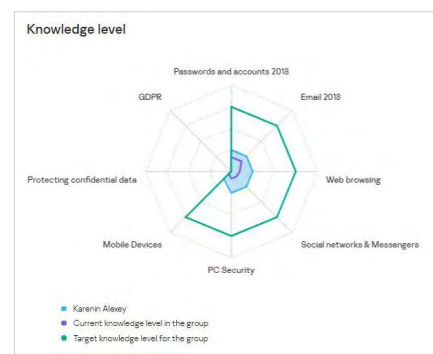 Knowledge level
Passwords and accounts 2018
GDPR
Email 2018
Protecting confidential data
Web browsing
Mobile Devices
Social networks & Messengers
PC Security
Karenin Alexey
Current knowledge level in the group
Target knowledge level for the group